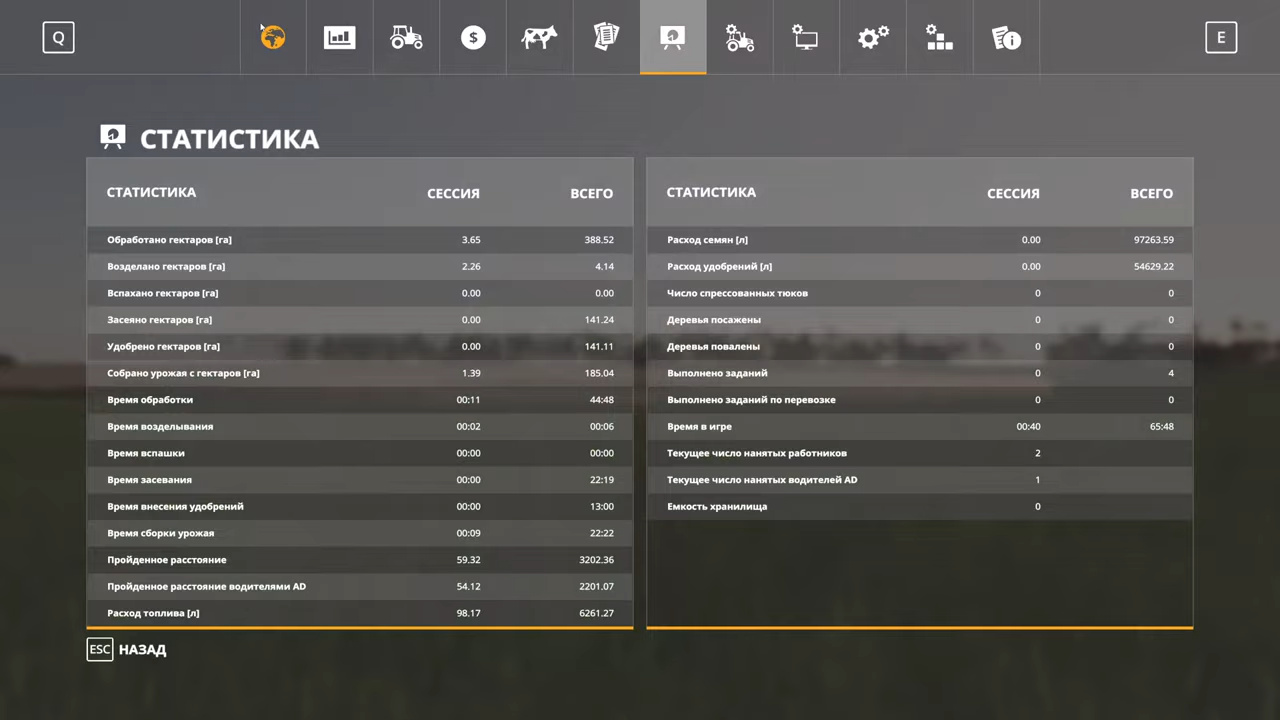 Q
E
СТАТИСТИКА
СТАТИСТИКА СЕССИЯ ВСЕГО
Обработано гектаров [га] 3.65 388.52
Возделано гектаров [га] 2.26 4.14
Вспахано гектаров [га] 0.00 0.00
Засеяно гектаров [га] 0.00 141.24
Удобрено гектаров [га] 0.00 141.11
Собрано урожая с гектаров [га] 1.39 185.04
Время обработки 00:11 44:48
Время возделывания 00:02 00:06
Время вспашки 00:00 00:00
Время засевания 00:00 22:19
Время внесения удобрений 00:00 13:00
Время сборки урожая 00:09 22:22
Пройденное расстояние 59.32 3202.36
Пройденное расстояние водителями AD 54.12 2201.07
Расход топлива [л] 98.17 6261.27
СТАТИСТИКА СЕССИЯ ВСЕГО
Расход семян [л] 0.00 97263.59
Расход удобрений [л] 0.00 54629.22
Число спрессованных тюков 0 0
Деревья посажены 0 0
Деревья повалены 0 0
Выполнено заданий 0 4
Выполнено заданий по перевозке 0 0
Время в игре 00:40 65:48
Текущее число нанятых работников 2
Текущее число нанятых водителей AD 1
Емкость хранилища 0
ESC НАЗАД